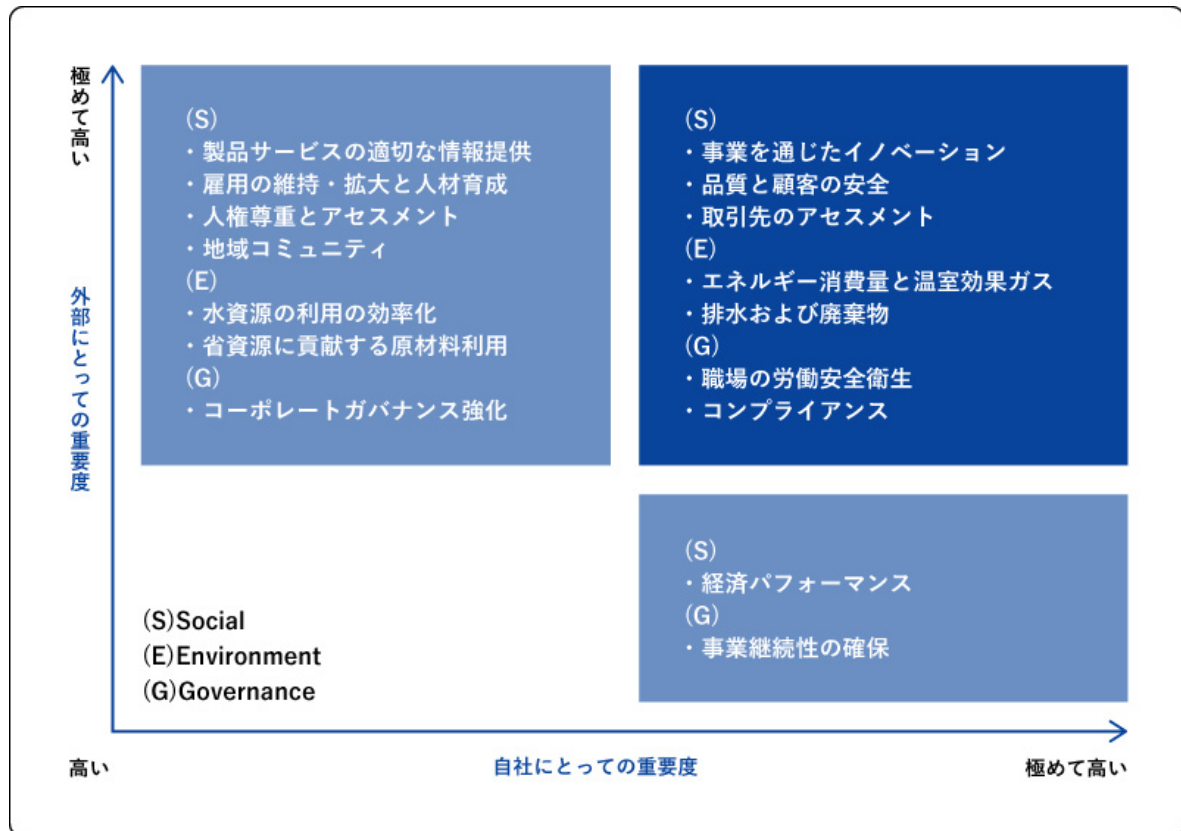 極めて高い
外部にとっての重要度
(S)
・製品サービスの適切な情報提供
・雇用の維持・拡大と人材育成
・人権尊重とアセスメント
・地域コミュニティ
(E)
・水資源の利用の効率化
・省資源に貢献する原材料利用
(G)
・コーポレートガバナンス強化
(S)
・事業を通じたイノベーション
・品質と顧客の安全
・取引先のアセスメント
(E)
・エネルギー消費量と温室効果ガス
・排水および廃棄物
(G)
・職場の労働安全衛生
・コンプライアンス
(S)
・経済パフォーマンス
(G)
・事業継続性の確保
(S)Social
(E)Environment
(G)Governance
高い
自社にとっての重要度
極めて高い